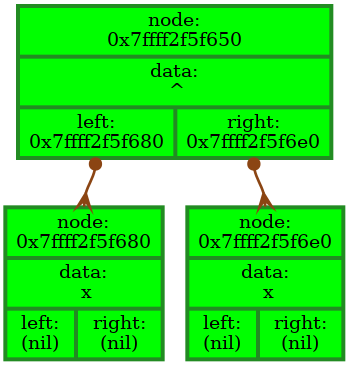 node:
0x7ffff2f5f650
data:
^
left:
0x7ffff2f5f680
right:
0x7ffff2f5f6e0
node:
0x7ffff2f5f680
data:
x
left:
(nil)
right:
(nil)
node:
0x7ffff2f5f6e0
data:
x
left:
(nil)
right:
(nil)